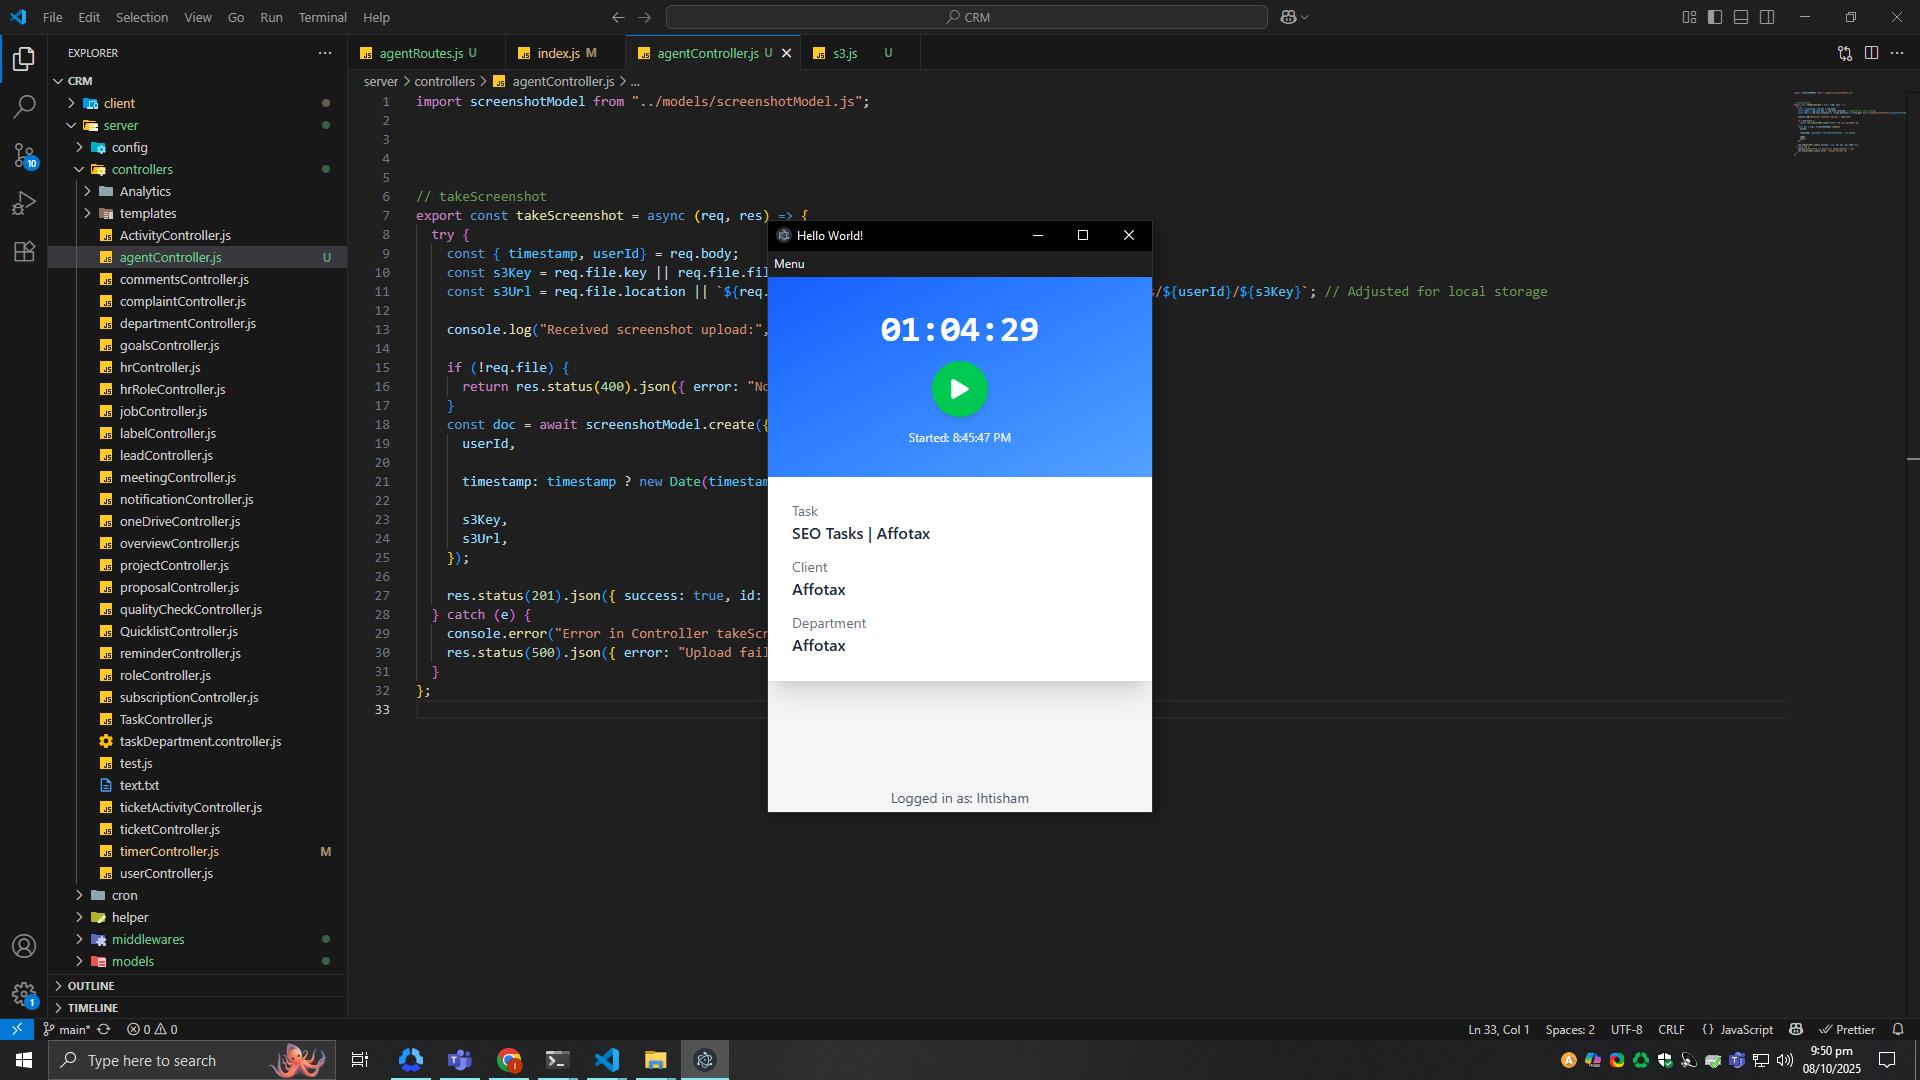 File Edit Selection View Go Run Terminal Help
CRM
EXPLORER
CRM
client
server
config
controllers
Analytics
templates
ActivityController.js
agentController.js U
commentsController.js
complaintController.js
departmentController.js
goalsController.js
hrController.js
hrRoleController.js
jobController.js
labelController.js
leadController.js
meetingController.js
notificationController.js
oneDriveController.js
overviewController.js
projectController.js
proposalController.js
qualityCheckController.js
QuicklistController.js
reminderController.js
roleController.js
subscriptionController.js
TaskController.js
taskDepartment.controller.js
test.js
text.txt
ticketActivityController.js
ticketController.js
timerController.js M
userController.js
cron
helper
middlewares
models
OUTLINE
TIMELINE
10
1
agentRoutes.js U index.js M agentController.js U s3.js U
server > controllers > agentController.js > ...
1 import screenshotModel from "../models/screenshotModel.js";
2
3
4
5
6 // takeScreenshot
7 export const takeScreenshot = async (req, res) => {
8 try {
9 const { timestamp, userId} = req.body;
10 const s3Key = req.file.key || req.file.fil
11 const s3Url = req.file.location || `${req. s/${userId}/${s3Key}`; // Adjusted for local storage
12
13 console.log("Received screenshot upload:",
14
15 if (!req.file) {
16 return res.status(400).json({ error: "No
17 }
18 const doc = await screenshotModel.create({
19 userId,
20
21 timestamp: timestamp ? new Date(timestam
22
23 s3Key,
24 s3Url,
25 });
26
27 res.status(201).json({ success: true, id:
28 } catch (e) {
29 console.error("Error in Controller takeScr
30 res.status(500).json({ error: "Upload fail
31 }
32 };
33
Hello World!
Menu
01:04:29
Started: 8:45:47 PM
Task
SEO Tasks | Affotax
Client
Affotax
Department
Affotax
Logged in as: Ihtisham
main* 0 0 Ln 33, Col 1 Spaces: 2 UTF-8 CRLF {} JavaScript Prettier
Type here to search
9:50 pm
08/10/2025